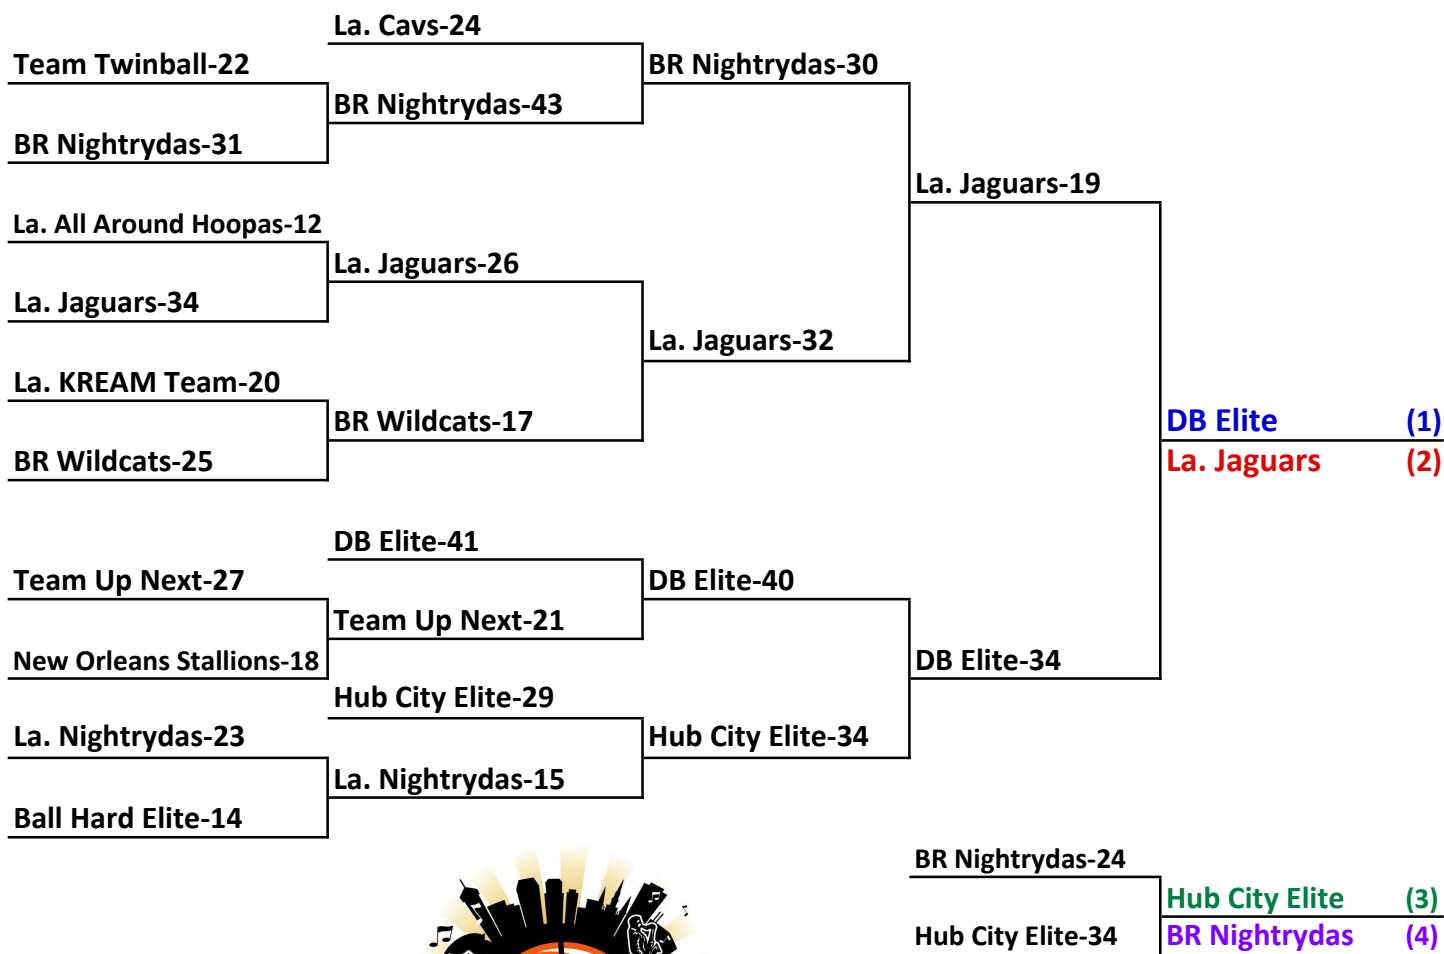 La. Cavs-24
Team Twinball-22
BR Nightrydas-30
BR Nightrydas-43
BR Nightrydas-31
La. Jaguars-19
La. All Around Hoopas-12
La. Jaguars-26
La. Jaguars-34
La. Jaguars-32
La. KREAM Team-20
BR Wildcats-17
DB Elite (1)
BR Wildcats-25
La. Jaguars (2)
DB Elite-41
Team Up Next-27
DB Elite-40
Team Up Next-21
New Orleans Stallions-18
DB Elite-34
Hub City Elite-29
La. Nightrydas-23
Hub City Elite-34
La. Nightrydas-15
Ball Hard Elite-14
BR Nightrydas-24
Hub City Elite (3)
Hub City Elite-34
BR Nightrydas (4)